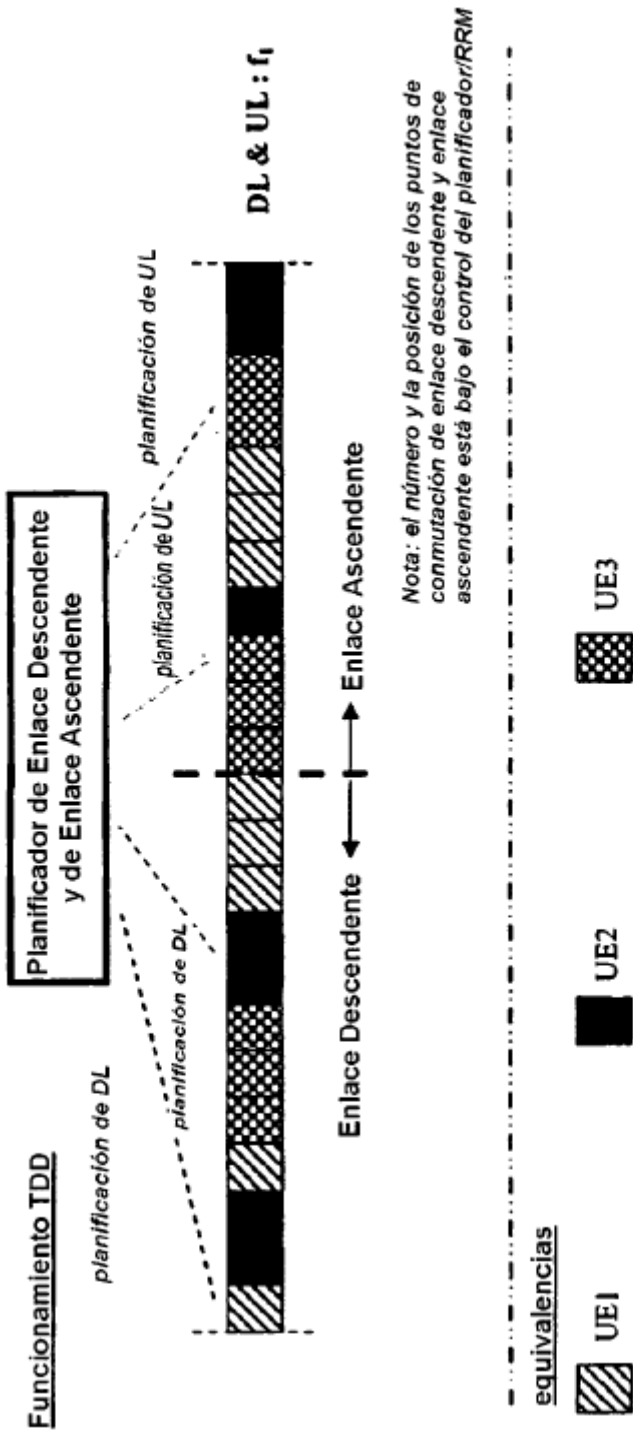 Funcionamiento TDD
Planificador de Enlace Descendente
y de Enlace Ascendente
planificación de DL
planificación de DL
planificación de UL
planificación de UL
DL & UL : f₁
Enlace Descendente
Enlace Ascendente
Nota: el número y la posición de los puntos de
conmutación de enlace descendente y enlace
ascendente está bajo el control del planificador/RRM
equivalencias
UE1
UE2
UE3